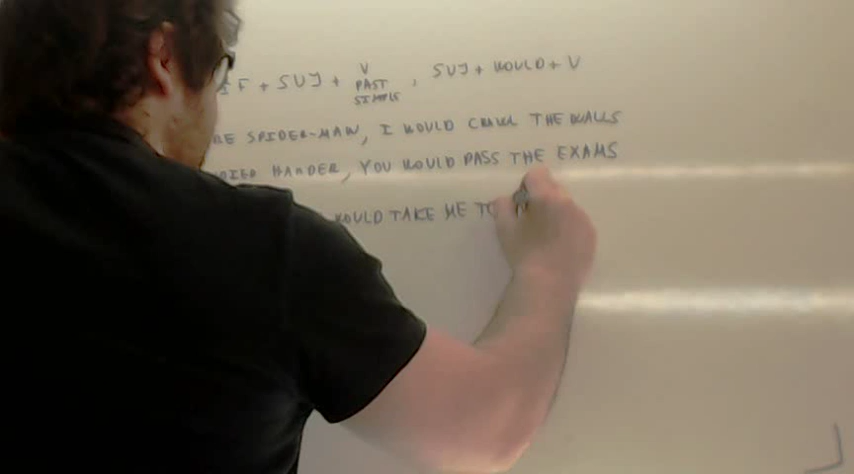 IF + SUJ + V PAST SIMPLE, SUJ + WOULD + V
SPIDER-MAN, I WOULD CRAWL THE WALLS
HARDER, YOU WOULD PASS THE EXAMS
WOULD TAKE ME TO